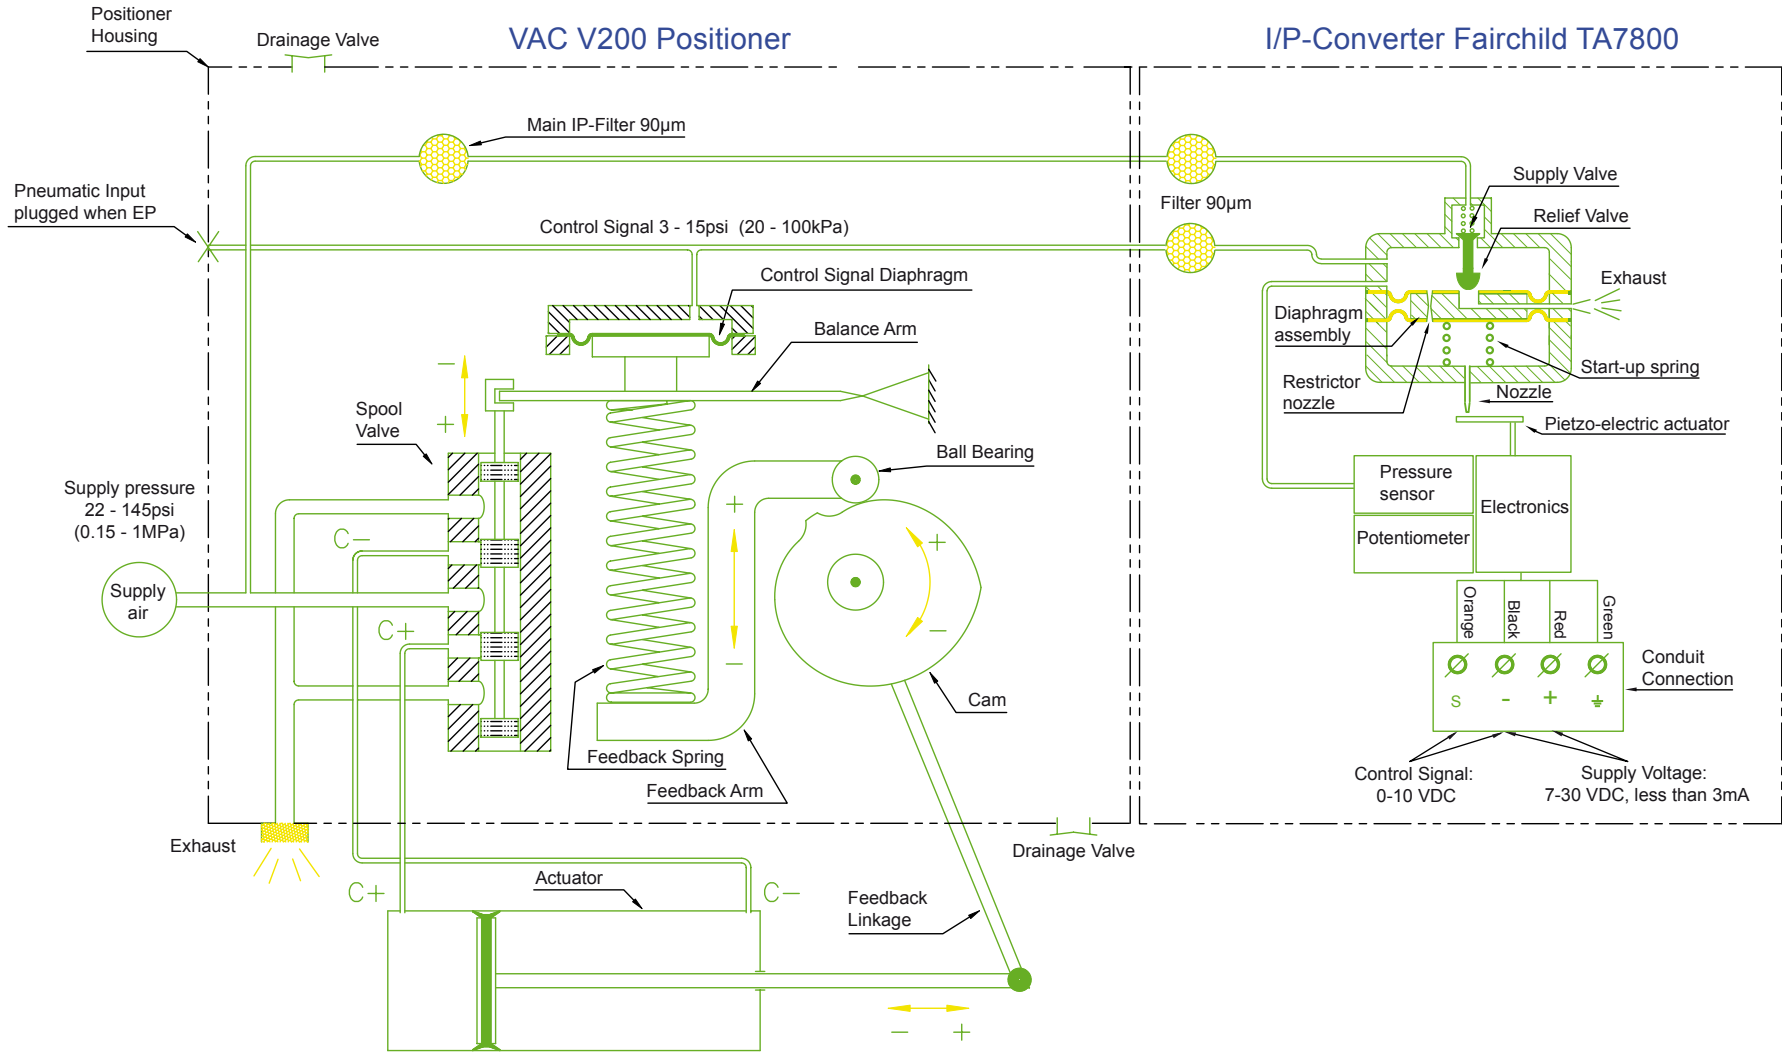 Positioner
Housing
Drainage Valve
VAC V200 Positioner
I/P-Converter Fairchild TA7800
Main IP-Filter 90µm
Pneumatic Input
plugged when EP
Control Signal 3 - 15psi (20 - 100kPa)
Filter 90µm
Supply Valve
Relief Valve
Exhaust
Control Signal Diaphragm
Balance Arm
Diaphragm
assembly
Start-up spring
Restrictor
nozzle
Nozzle
Pietzo-electric actuator
−
+
Spool
Valve
Ball Bearing
Supply pressure
22 - 145psi
(0.15 - 1MPa)
Pressure
sensor
Electronics
Potentiometer
C−
+
−
+
−
Supply
air
C+
Orange
Black
Red
Green
S
-
+
Conduit
Connection
Cam
Feedback Spring
Feedback Arm
Control Signal:
0-10 VDC
Supply Voltage:
7-30 VDC, less than 3mA
Exhaust
Drainage Valve
C+
Actuator
C−
Feedback
Linkage
−
+